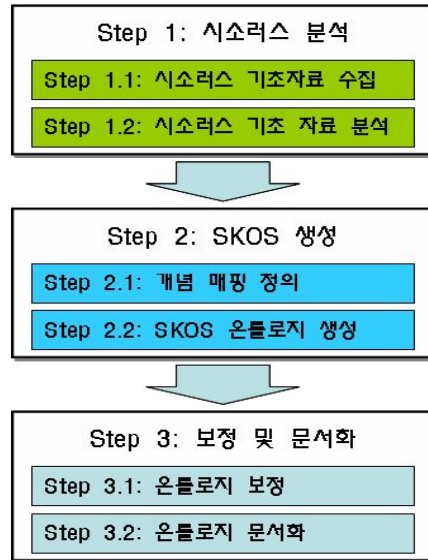 Step 1: 시소러스 분석
Step 1.1: 시소러스 기초자료 수집
Step 1.2: 시소러스 기초 자료 분석
Step 2: SKOS 생성
Step 2.1: 개념 매핑 정의
Step 2.2: SKOS 온톨로지 생성
Step 3: 보정 및 문서화
Step 3.1: 온톨로지 보정
Step 3.2: 온톨로지 문서화